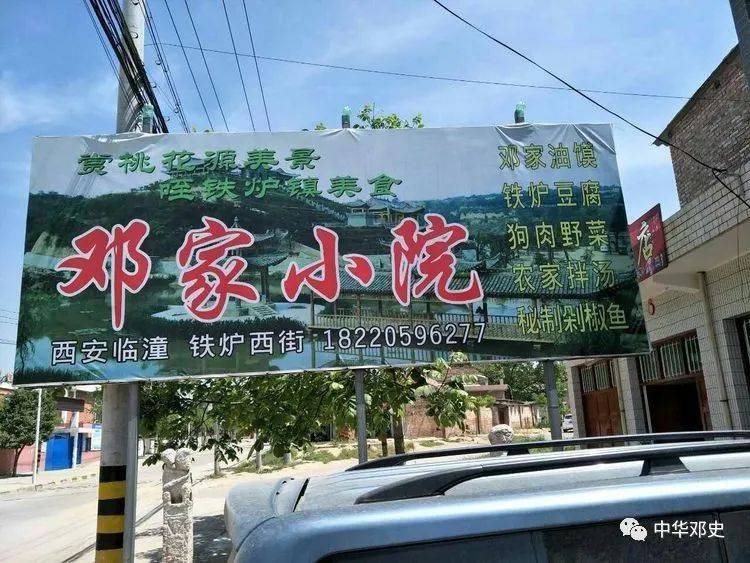 赏桃花源美景
咥铁炉镇美食
邓家小院
西安临潼 铁炉西街 18220596277
邓家油馍
铁炉豆腐
狗肉野菜
农家拌汤
秘制剁椒鱼
店
中华邓史